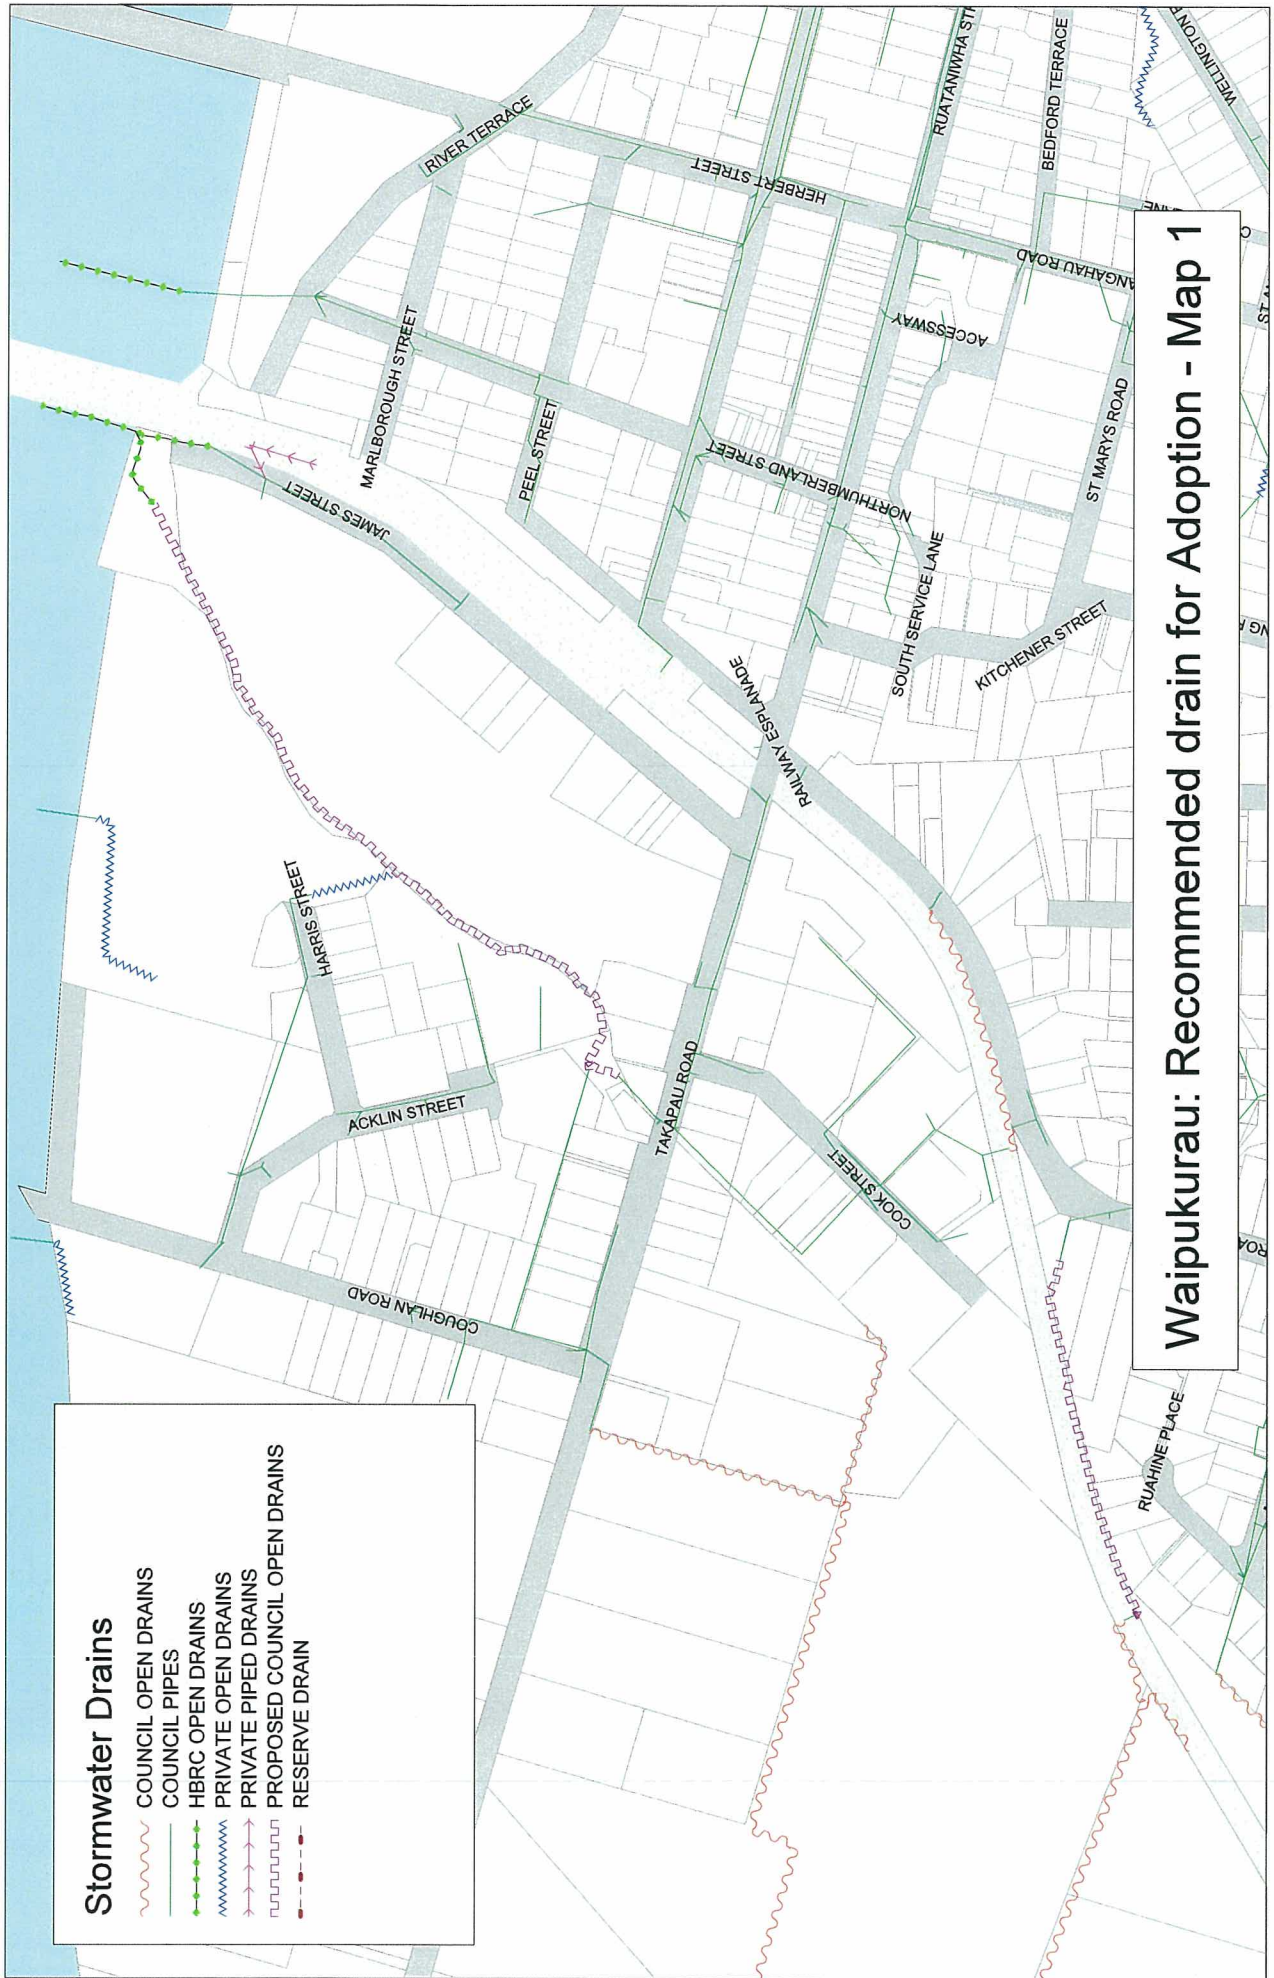 Stormwater Drains
COUNCIL OPEN DRAINS
COUNCIL PIPES
HBRC OPEN DRAINS
PRIVATE OPEN DRAINS
PRIVATE PIPED DRAINS
PROPOSED COUNCIL OPEN DRAINS
RESERVE DRAIN
COUGHLAN ROAD
ACKLIN STREET
HARRIS STREET
JAMES STREET
RIVER TERRACE
MARLBOROUGH STREET
PEEL STREET
HERBERT STREET
NORTHUMBERLAND STREET
RUATANIWHA STR
BEDFORD TERRACE
WELLINGTON
ACCESSWAY
ANGAHAU ROAD
ST MARYS ROAD
SOUTH SERVICE LANE
KITCHENER STREET
RAILWAY ESPLANADE
TAKAPAU ROAD
COOK STREET
RUAHINE PLACE
ROA
Waipukurau: Recommended drain for Adoption - Map 1